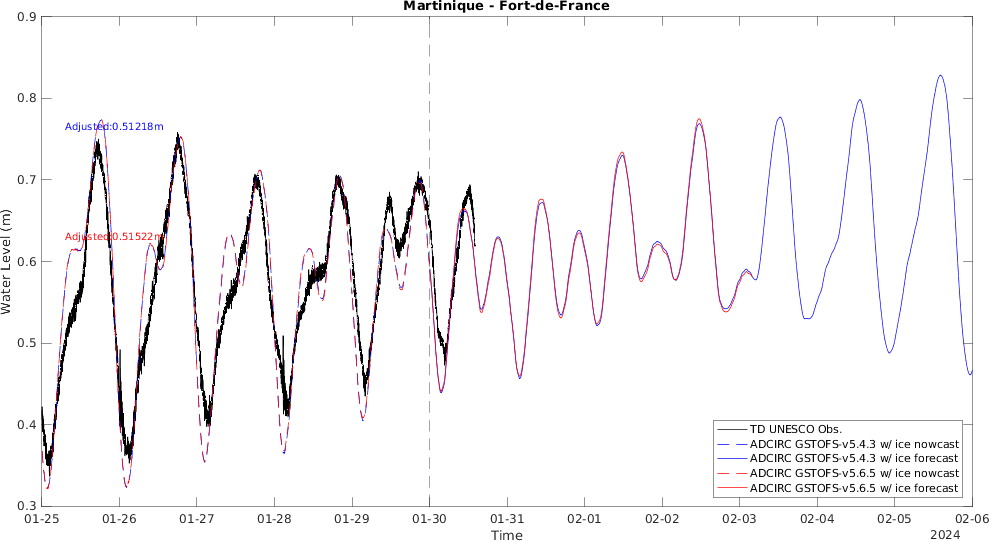 Martinique - Fort-de-France
0.9
0.8
0.7
0.6
0.5
0.4
0.3
Water Level (m)
Adjusted:0.51218m
Adjusted:0.51522m
TD UNESCO Obs.
ADCIRC GSTOFS-v5.4.3 w/ ice nowcast
ADCIRC GSTOFS-v5.4.3 w/ ice forecast
ADCIRC GSTOFS-v5.6.5 w/ ice nowcast
ADCIRC GSTOFS-v5.6.5 w/ ice forecast
01-25 01-26 01-27 01-28 01-29 01-30 01-31 02-01 02-02 02-03 02-04 02-05 02-06
Time
2024